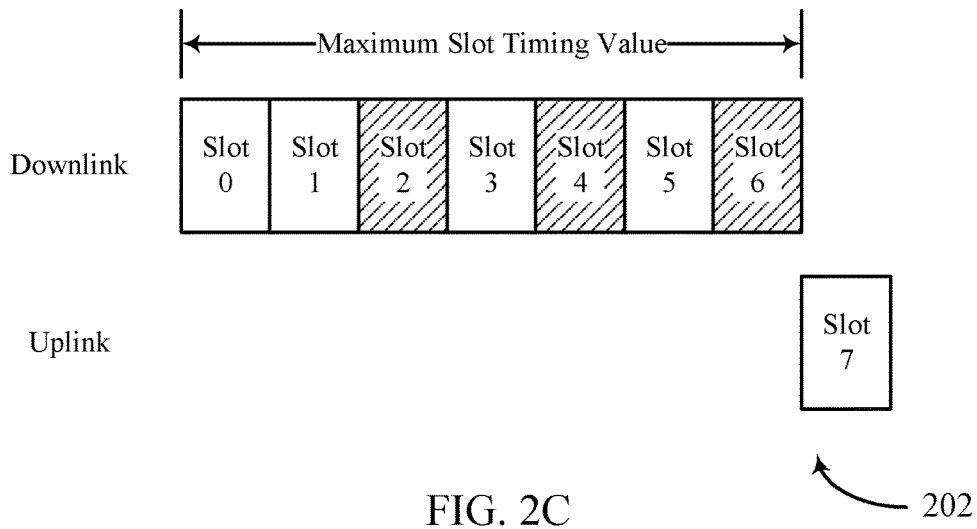 Maximum Slot Timing Value
Downlink
Slot 0
Slot 1
Slot 2
Slot 3
Slot 4
Slot 5
Slot 6
Uplink
Slot 7
202
FIG. 2C